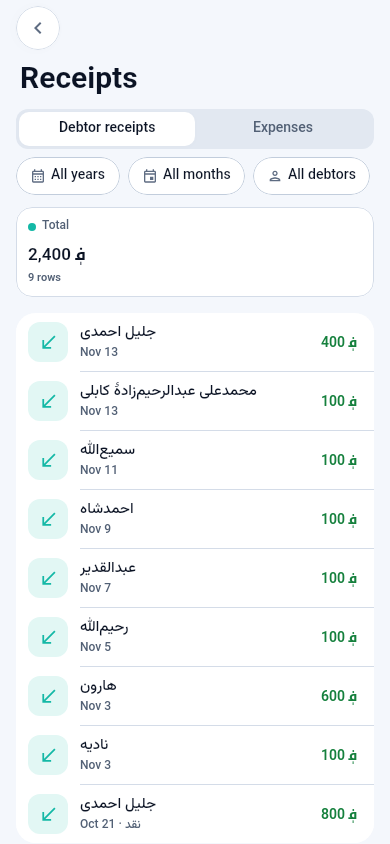 Receipts
Debtor receipts
Expenses
All years
All months
All debtors
Total
2,400 ؋
9 rows
جلیل احمدی
400 ؋
Nov 13
محمدعلی عبدالرحیم‌زادهٔ کابلی
100 ؋
Nov 13
سمیع‌الله
100 ؋
Nov 11
احمدشاه
100 ؋
Nov 9
عبدالقدیر
100 ؋
Nov 7
رحیم‌الله
100 ؋
Nov 5
هارون
600 ؋
Nov 3
نادیه
100 ؋
Nov 3
جلیل احمدی
800 ؋
Oct 21 · نقد